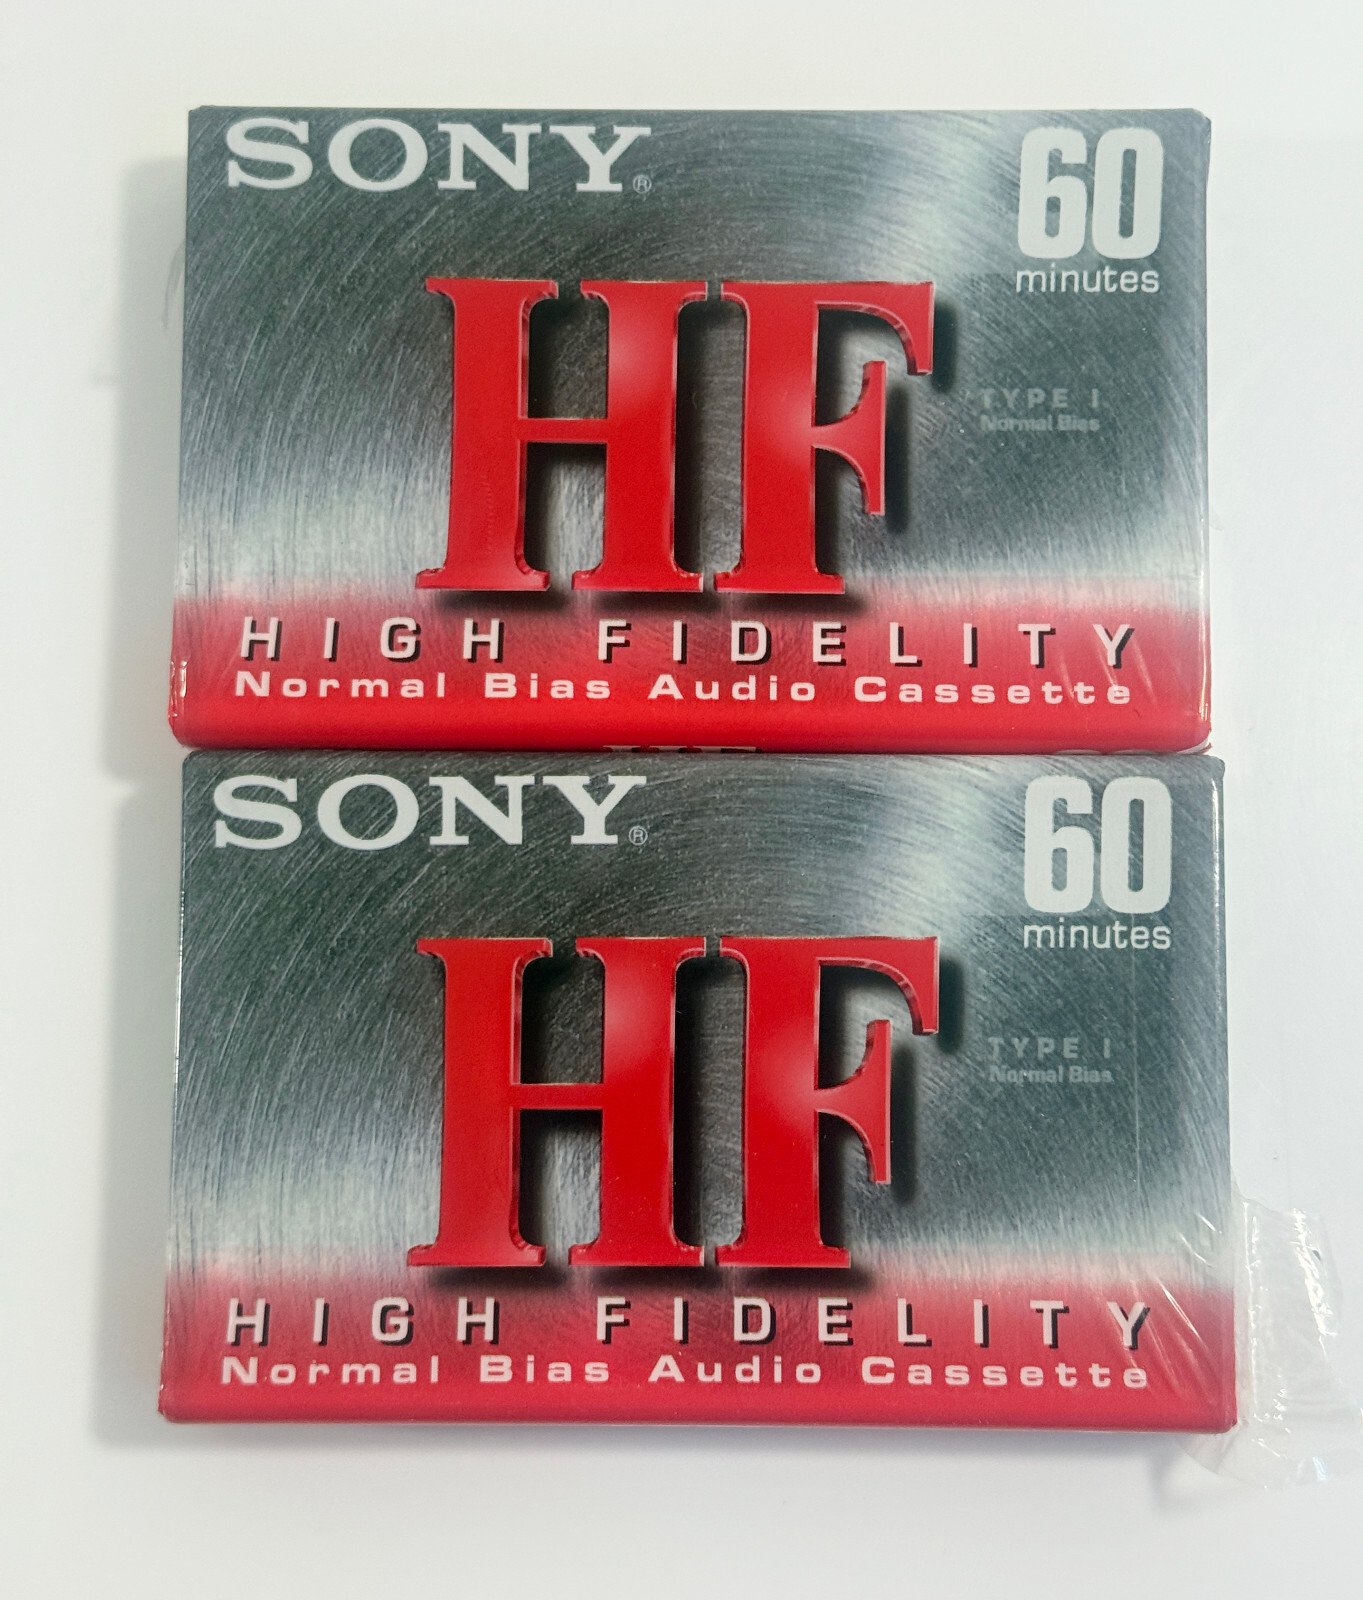 SONY®
60
minutes
HF
TYPE I
Normal Bias
HIGH FIDELITY
Normal Bias Audio Cassette
SONY®
60
minutes
HF
TYPE I
Normal Bias
HIGH FIDELITY
Normal Bias Audio Cassette